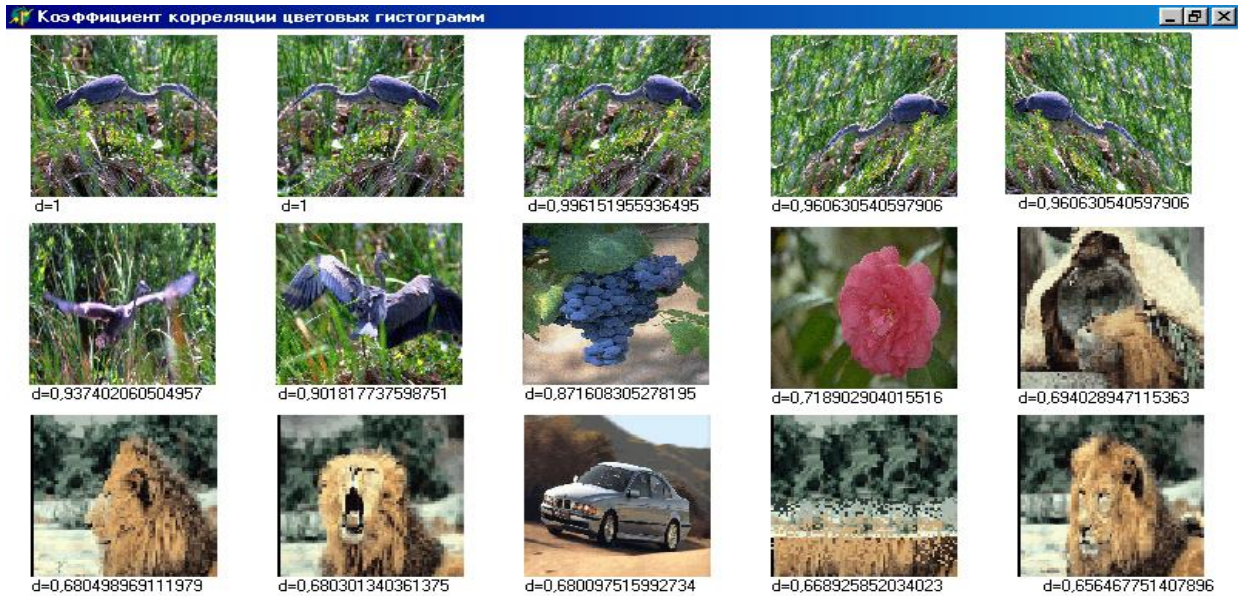 Коэффициент корреляции цветовых гистограмм
d=1
d=1
d=0,996151955936495
d=0,960630540597906
d=0,960630540597906
d=0,937402060504957
d=0,901817737598751
d=0,871608305278195
d=0,718902904015516
d=0,694028947115363
d=0,680498969111979
d=0,680301340361375
d=0,680097515992734
d=0,668925852034023
d=0,656467751407896